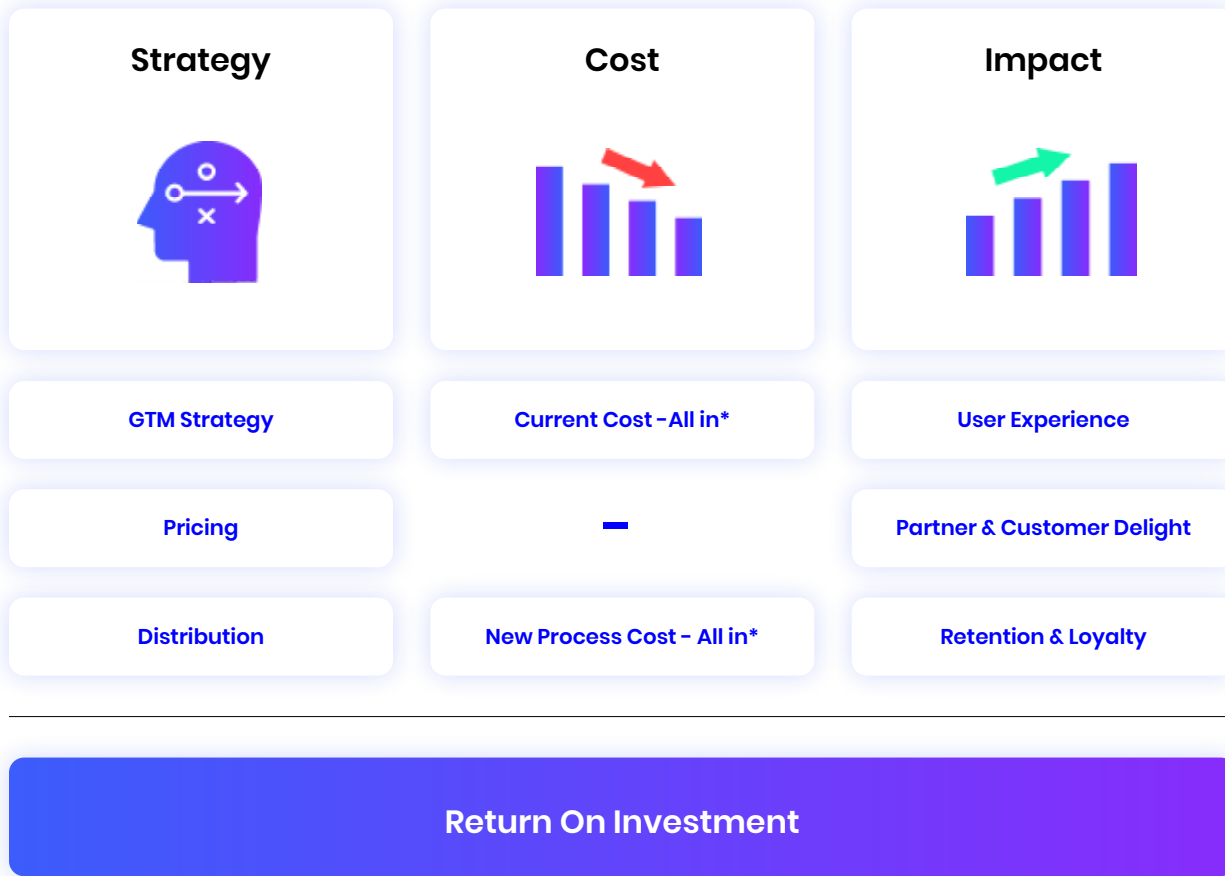 Strategy
Cost
Impact
GTM Strategy
Current Cost -All in*
User Experience
Pricing
-
Partner & Customer Delight
Distribution
New Process Cost - All in*
Retention & Loyalty
Return On Investment